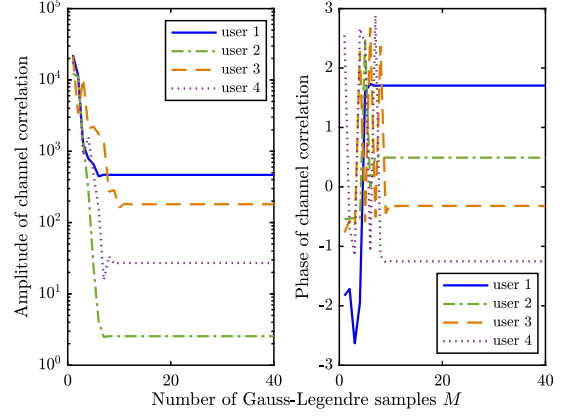 Amplitude of channel correlation
10^5
10^4
10^3
10^2
10^1
10^0
0
20
40
user 1
user 2
user 3
user 4
Phase of channel correlation
3
2
1
0
-1
-2
-3
0
20
40
user 1
user 2
user 3
user 4
Number of Gauss-Legendre samples M